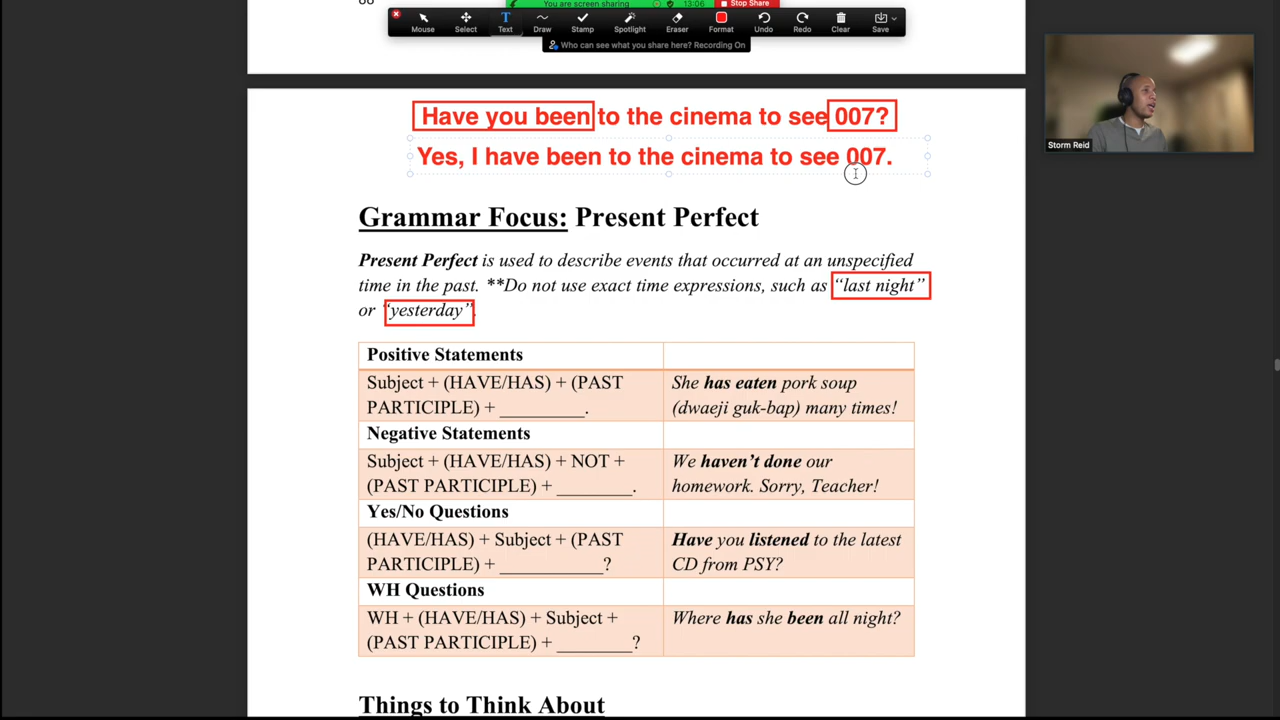 You are screen sharing 13:06 Stop Share
Mouse Select Text Draw Stamp Spotlight Eraser Format Undo Redo Clear Save
Who can see what you share here? Recording On
Have you been to the cinema to see 007?
Yes, I have been to the cinema to see 007.
Storm Reid
Grammar Focus: Present Perfect
Present Perfect is used to describe events that occurred at an unspecified
time in the past. **Do not use exact time expressions, such as “last night”
or “yesterday”.
Positive Statements
Subject + (HAVE/HAS) + (PAST
PARTICIPLE) + _________.
She has eaten pork soup
(dwaeji guk-bap) many times!
Negative Statements
Subject + (HAVE/HAS) + NOT +
(PAST PARTICIPLE) + ________.
We haven’t done our
homework. Sorry, Teacher!
Yes/No Questions
(HAVE/HAS) + Subject + (PAST
PARTICIPLE) + ___________?
Have you listened to the latest
CD from PSY?
WH Questions
WH + (HAVE/HAS) + Subject +
(PAST PARTICIPLE) + ________?
Where has she been all night?
Things to Think About